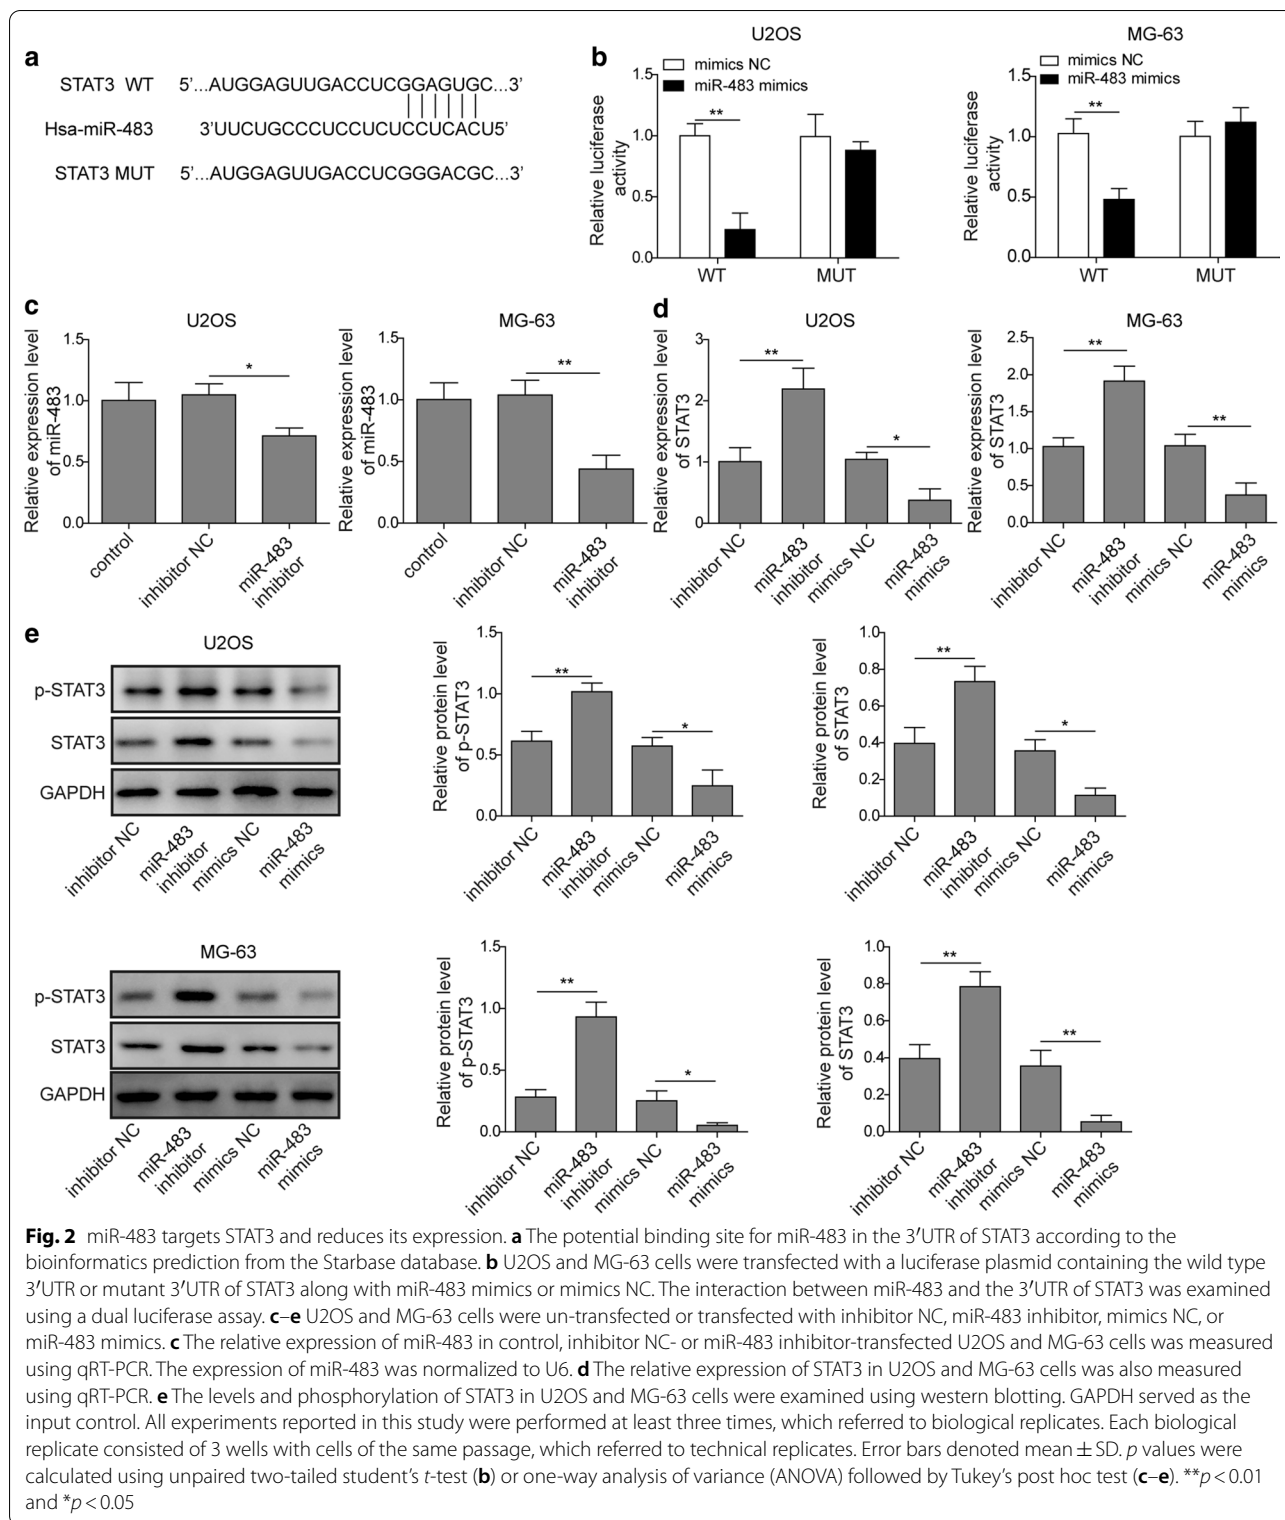 a
STAT3 WT 5’...AUGGAGUUGACCUCGGAGUGC...3’
Hsa-miR-483 3’UUCUGCCCUCCUCUCCUCACU5’
STAT3 MUT 5’...AUGGAGUUGACCUCGGGACGC...3’
b
U2OS
mimics NC
miR-483 mimics
Relative luciferase
activity
1.5
1.0
0.5
0.0
**
WT MUT
MG-63
mimics NC
miR-483 mimics
Relative luciferase
activity
1.5
1.0
0.5
0.0
**
WT MUT
c
U2OS
Relative expression level
of miR-483
1.5
1.0
0.5
0.0
*
control
inhibitor NC
miR-483
inhibitor
MG-63
Relative expression level
of miR-483
1.5
1.0
0.5
0.0
**
control
inhibitor NC
miR-483
inhibitor
d
U2OS
Relative expression level
of STAT3
3
2
1
0
**
*
inhibitor NC
miR-483
inhibitor
mimics NC
miR-483
mimics
MG-63
Relative expression level
of STAT3
2.5
2.0
1.5
1.0
0.5
0.0
**
**
inhibitor NC
miR-483
inhibitor
mimics NC
miR-483
mimics
e
U2OS
p-STAT3
STAT3
GAPDH
inhibitor NC
miR-483
inhibitor
mimics NC
miR-483
mimics
Relative protein level
of p-STAT3
1.5
1.0
0.5
0.0
**
*
inhibitor NC
miR-483
inhibitor
mimics NC
miR-483
mimics
Relative protein level
of STAT3
1.0
0.8
0.6
0.4
0.2
0.0
**
*
inhibitor NC
miR-483
inhibitor
mimics NC
miR-483
mimics
MG-63
p-STAT3
STAT3
GAPDH
inhibitor NC
miR-483
inhibitor
mimics NC
miR-483
mimics
Relative protein level
of p-STAT3
1.5
1.0
0.5
0.0
**
*
inhibitor NC
miR-483
inhibitor
mimics NC
miR-483
mimics
Relative protein level
of STAT3
1.0
0.8
0.6
0.4
0.2
0.0
**
**
inhibitor NC
miR-483
inhibitor
mimics NC
miR-483
mimics
Fig. 2 miR-483 targets STAT3 and reduces its expression. a The potential binding site for miR-483 in the 3′UTR of STAT3 according to the
bioinformatics prediction from the Starbase database. b U2OS and MG-63 cells were transfected with a luciferase plasmid containing the wild type
3′UTR or mutant 3′UTR of STAT3 along with miR-483 mimics or mimics NC. The interaction between miR-483 and the 3′UTR of STAT3 was examined
using a dual luciferase assay. c–e U2OS and MG-63 cells were un-transfected or transfected with inhibitor NC, miR-483 inhibitor, mimics NC, or
miR-483 mimics. c The relative expression of miR-483 in control, inhibitor NC- or miR-483 inhibitor-transfected U2OS and MG-63 cells was measured
using qRT-PCR. The expression of miR-483 was normalized to U6. d The relative expression of STAT3 in U2OS and MG-63 cells was also measured
using qRT-PCR. e The levels and phosphorylation of STAT3 in U2OS and MG-63 cells were examined using western blotting. GAPDH served as the
input control. All experiments reported in this study were performed at least three times, which referred to biological replicates. Each biological
replicate consisted of 3 wells with cells of the same passage, which referred to technical replicates. Error bars denoted mean ± SD. p values were
calculated using unpaired two-tailed student’s t-test (b) or one-way analysis of variance (ANOVA) followed by Tukey’s post hoc test (c–e). **p < 0.01
and *p < 0.05